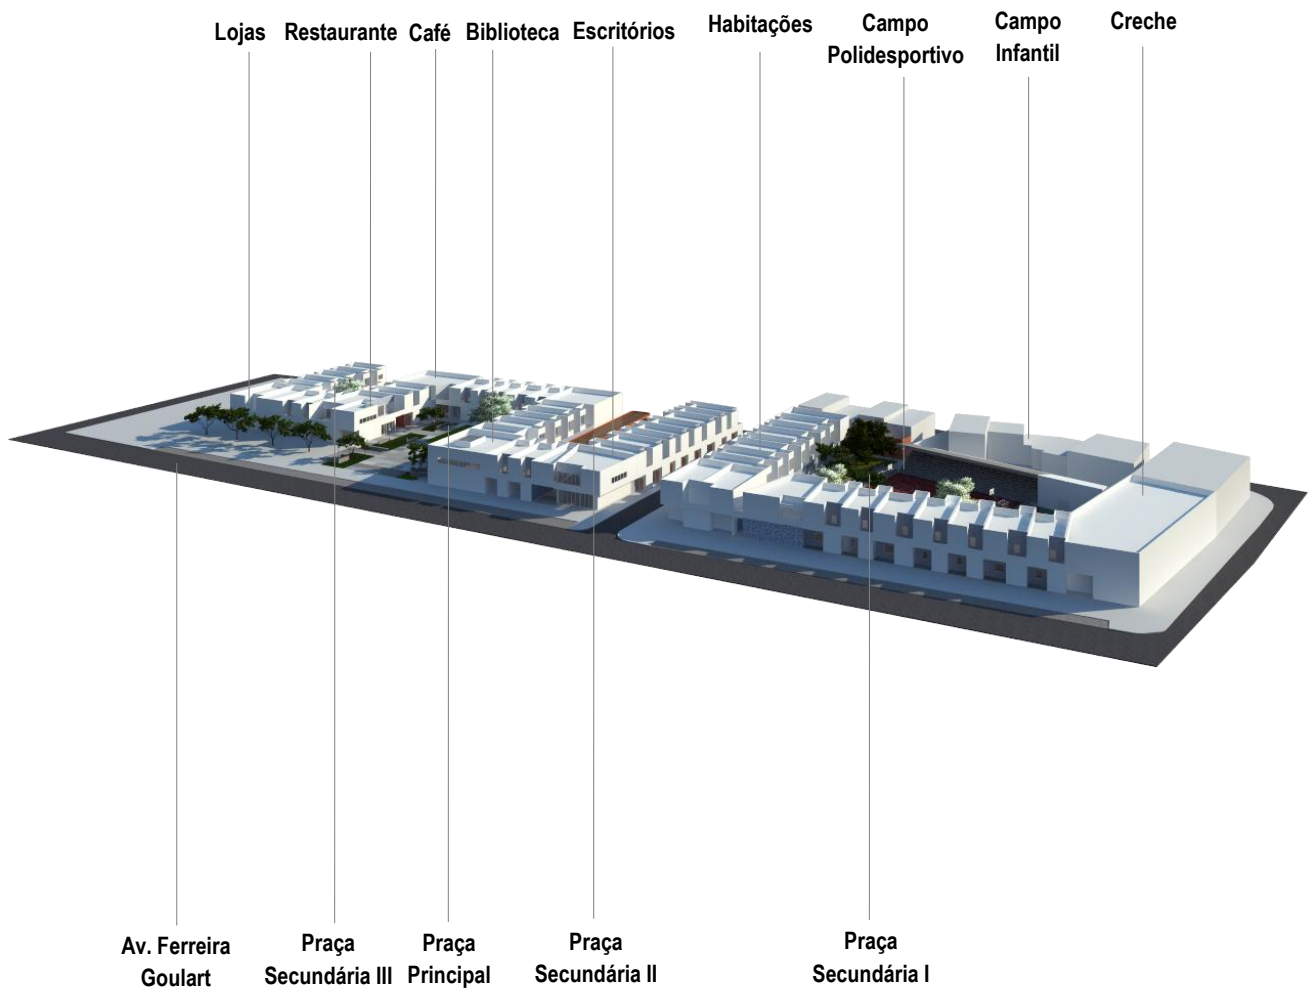 Lojas
Restaurante
Café
Biblioteca
Escritórios
Habitações
Campo
Polidesportivo
Campo
Infantil
Creche
Av. Ferreira
Goulart
Praça
Secundária III
Praça
Principal
Praça
Secundária II
Praça
Secundária I